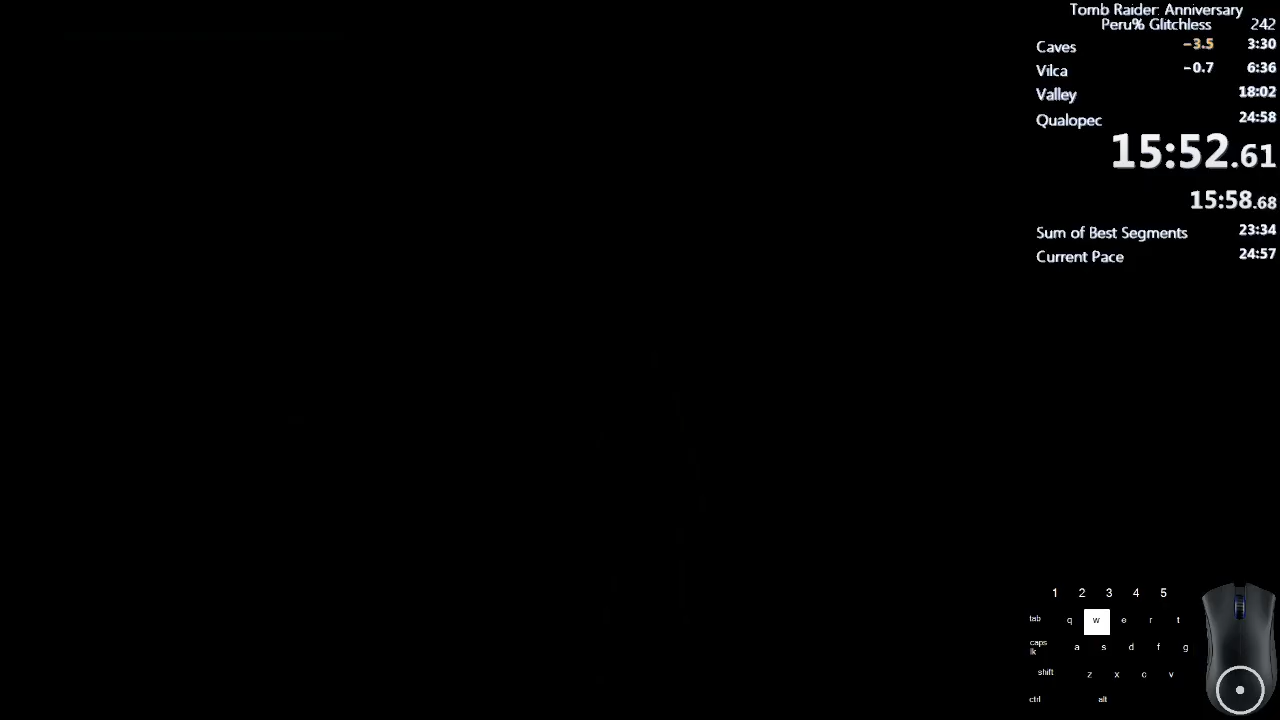 Tomb Raider: Anniversary
Peru% Glitchless 242
Caves -3.5 3:30
Vilca -0.7 6:36
Valley 18:02
Qualopec 24:58
15:52.61
15:58.68
Sum of Best Segments 23:34
Current Pace 24:57
1 2 3 4 5
tab q w e r t
caps lk a s d f g
shift z x c v
ctrl alt